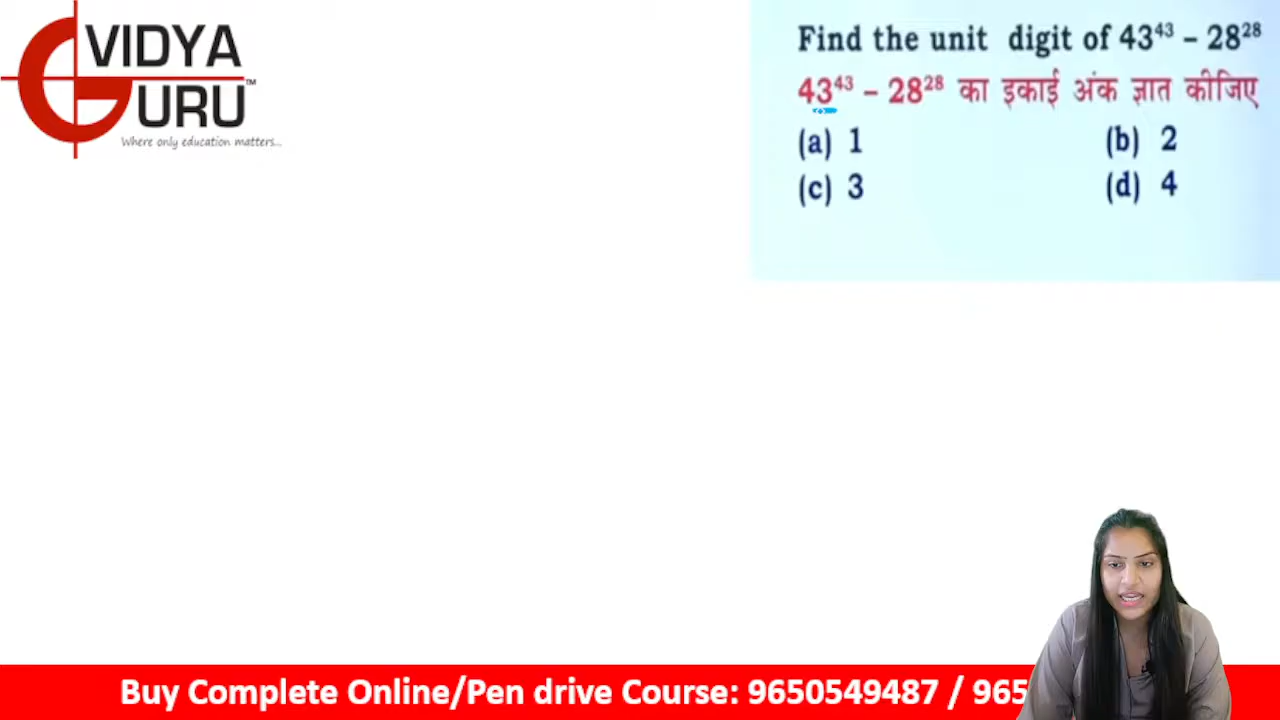 VIDYA
GURU™
Where only education matters...
Find the unit digit of 43⁴³ – 28²⁸
43⁴³ – 28²⁸ का इकाई अंक ज्ञात कीजिए
(a) 1
(b) 2
(c) 3
(d) 4
Buy Complete Online/Pen drive Course: 9650549487 / 965